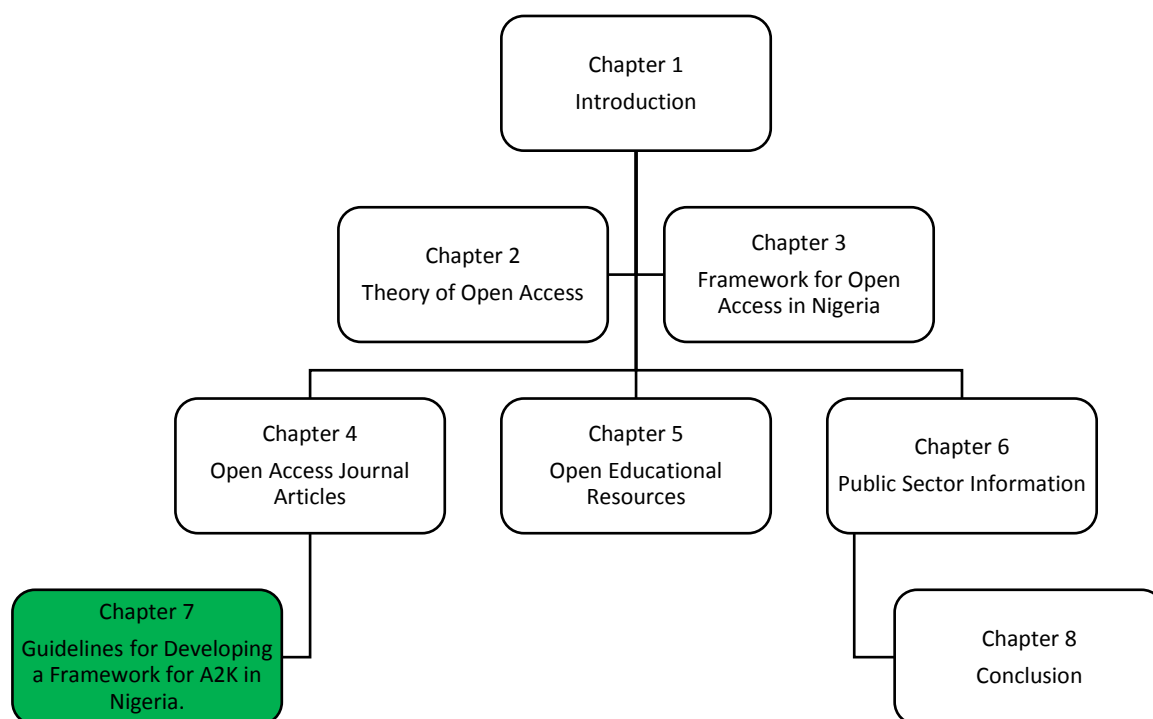 Chapter 1
Introduction
Chapter 2
Theory of Open Access
Chapter 3
Framework for Open
Access in Nigeria
Chapter 4
Open Access Journal
Articles
Chapter 5
Open Educational
Resources
Chapter 6
Public Sector Information
Chapter 7
Guidelines for Developing
a Framework for A2K in
Nigeria.
Chapter 8
Conclusion